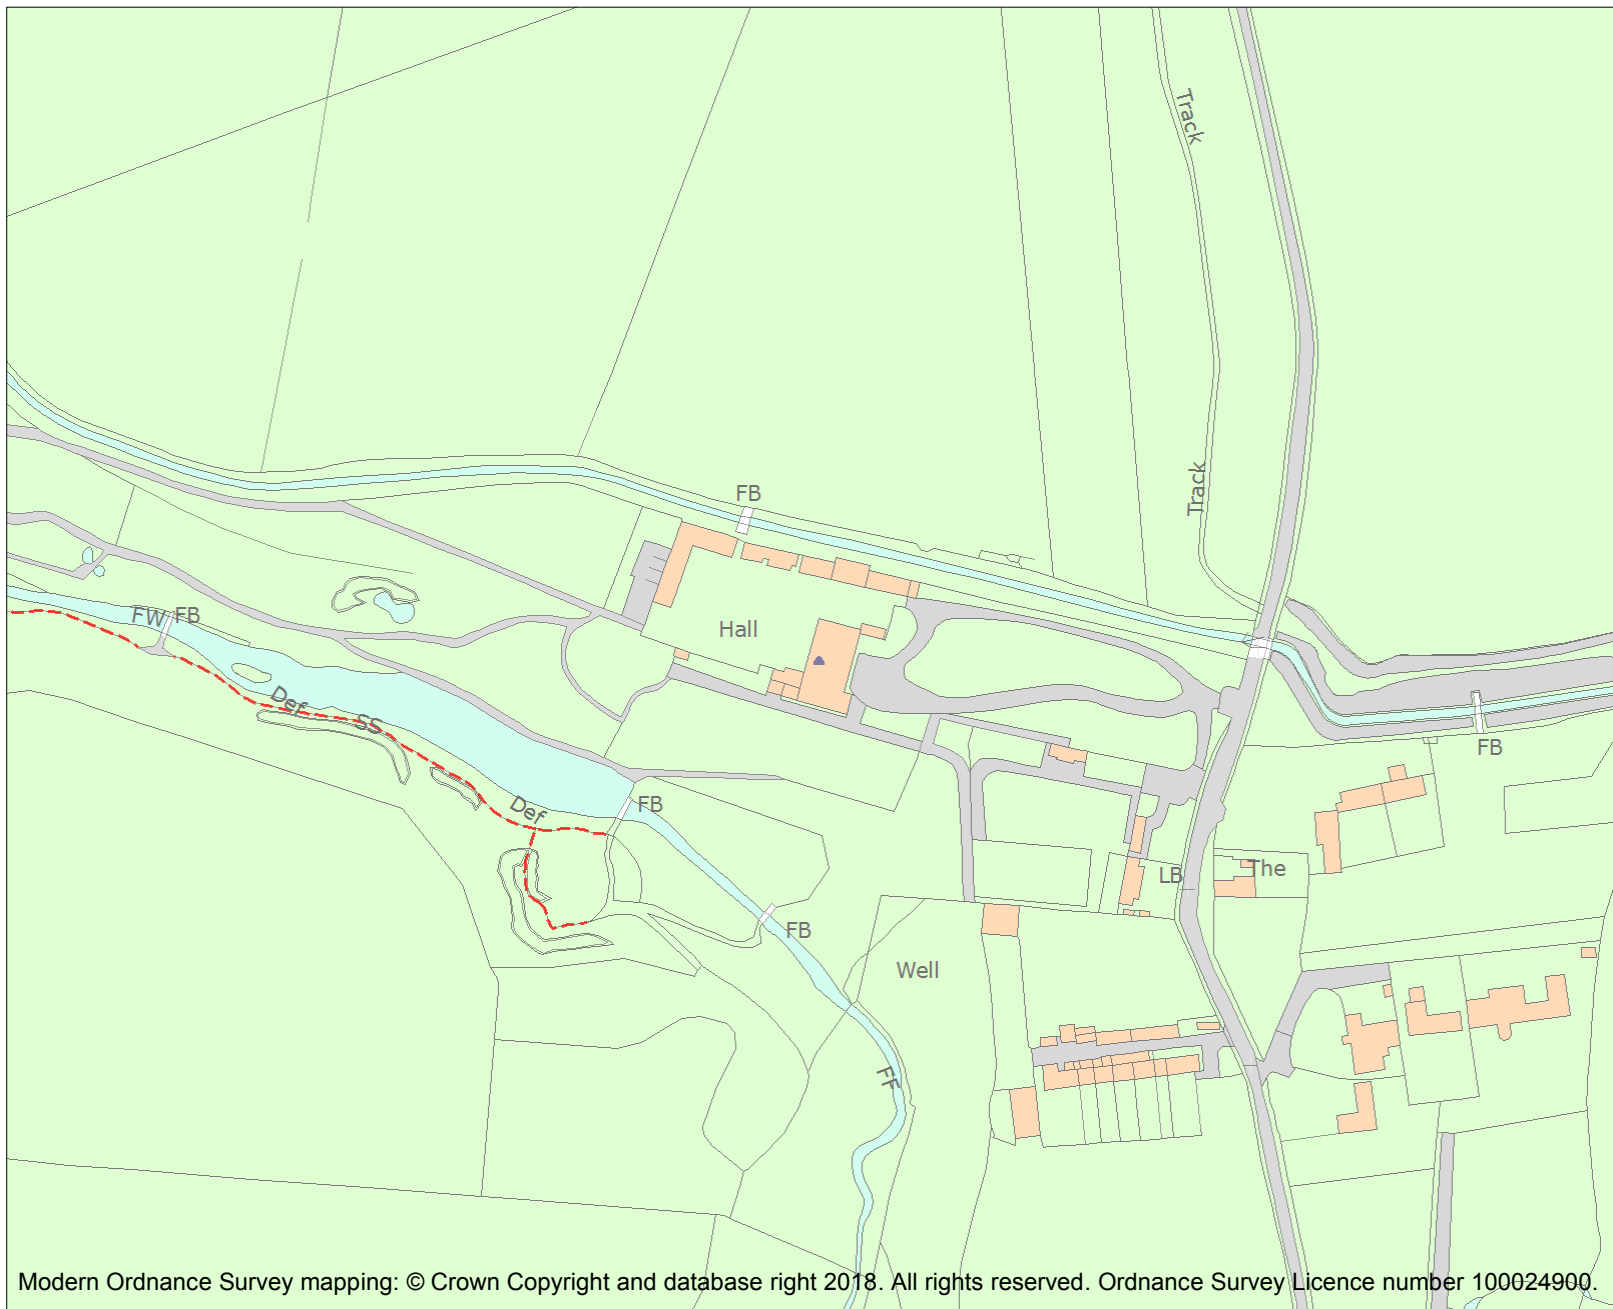 Track
Track
FB
FW FB
Hall
Def
SS
FB
Def
FB
LB
The
FB
Well
FF
Modern Ordnance Survey mapping: © Crown Copyright and database right 2018. All rights reserved. Ordnance Survey Licence number 100024900.